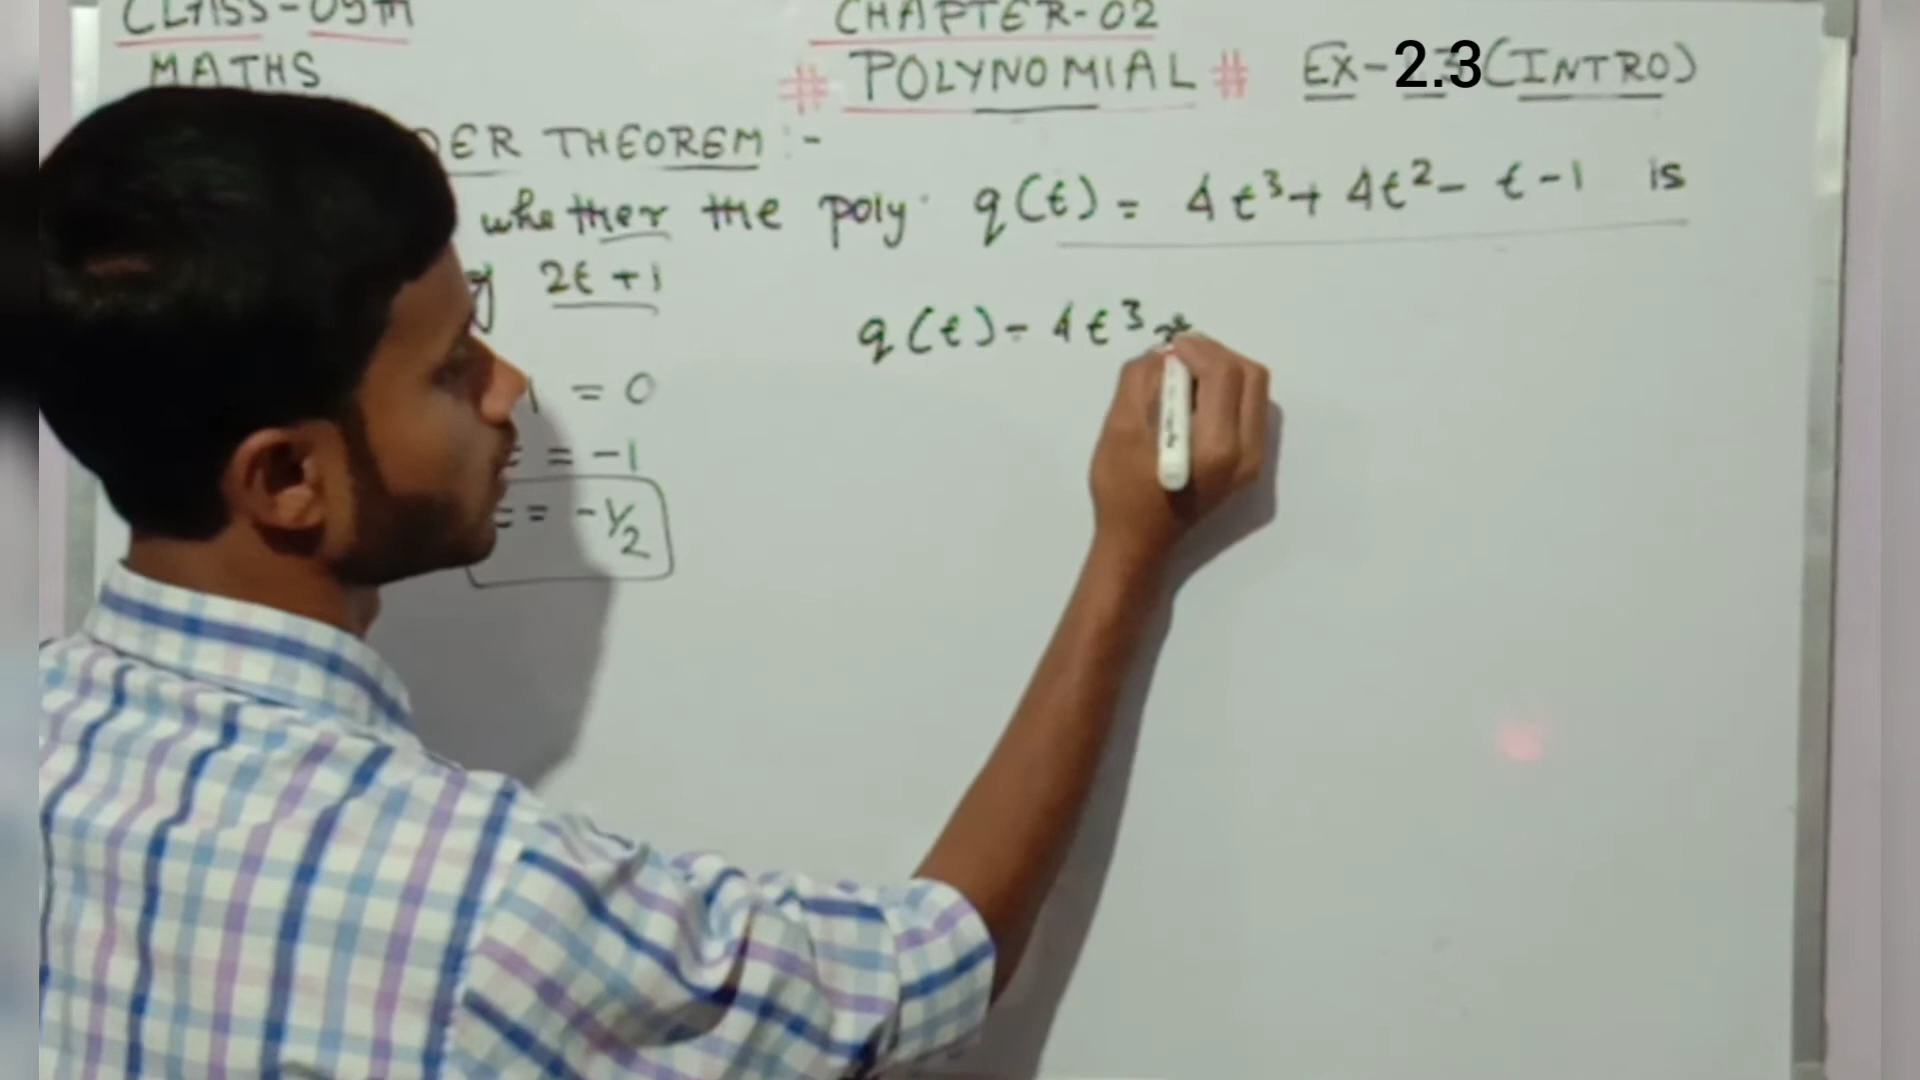 CLASS-09th
MATHS
CHAPTER-02
# POLYNOMIAL # EX-2.3 (INTRO)
DER THEOREM :-
whether the poly. q(t) = 4t³+ 4t²- t-1 is
2t+1
q(t)= 4t³
1 = 0
= -1
= -1/2